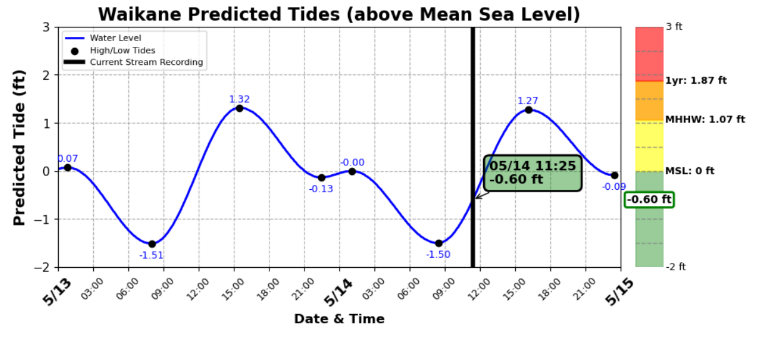 Waikane Predicted Tides (above Mean Sea Level)
Predicted Tide (ft)
3
2
1
0
−1
−2
Water Level
High/Low Tides
Current Stream Recording
0.07
-1.51
1.32
-0.13
-0.00
-1.50
1.27
-0.09
05/14 11:25
-0.60 ft
5/13
03:00
06:00
09:00
12:00
15:00
18:00
21:00
5/14
03:00
06:00
09:00
12:00
15:00
18:00
21:00
5/15
Date & Time
3 ft
1yr: 1.87 ft
MHHW: 1.07 ft
MSL: 0 ft
-0.60 ft
-2 ft